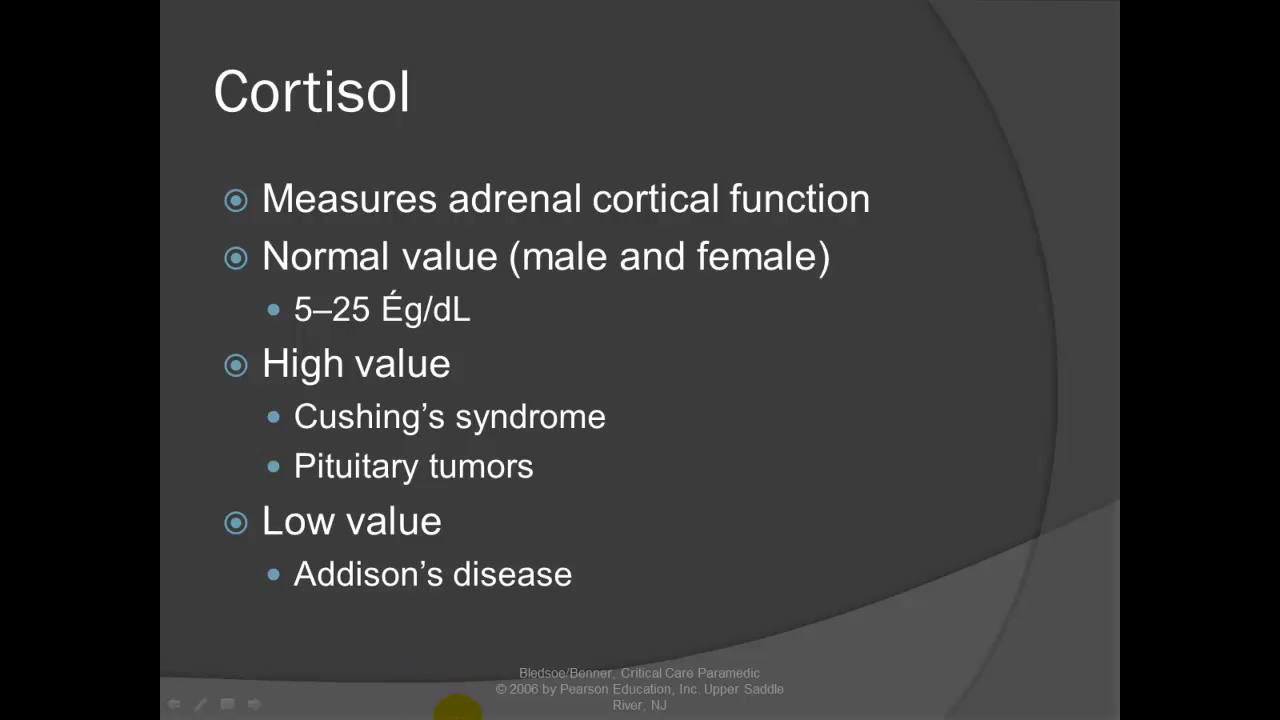 Cortisol
Measures adrenal cortical function
Normal value (male and female)
5–25 Ég/dL
High value
Cushing’s syndrome
Pituitary tumors
Low value
Addison’s disease
Bledsoe/Benner, Critical Care Paramedic
© 2006 by Pearson Education, Inc. Upper Saddle
River, NJ